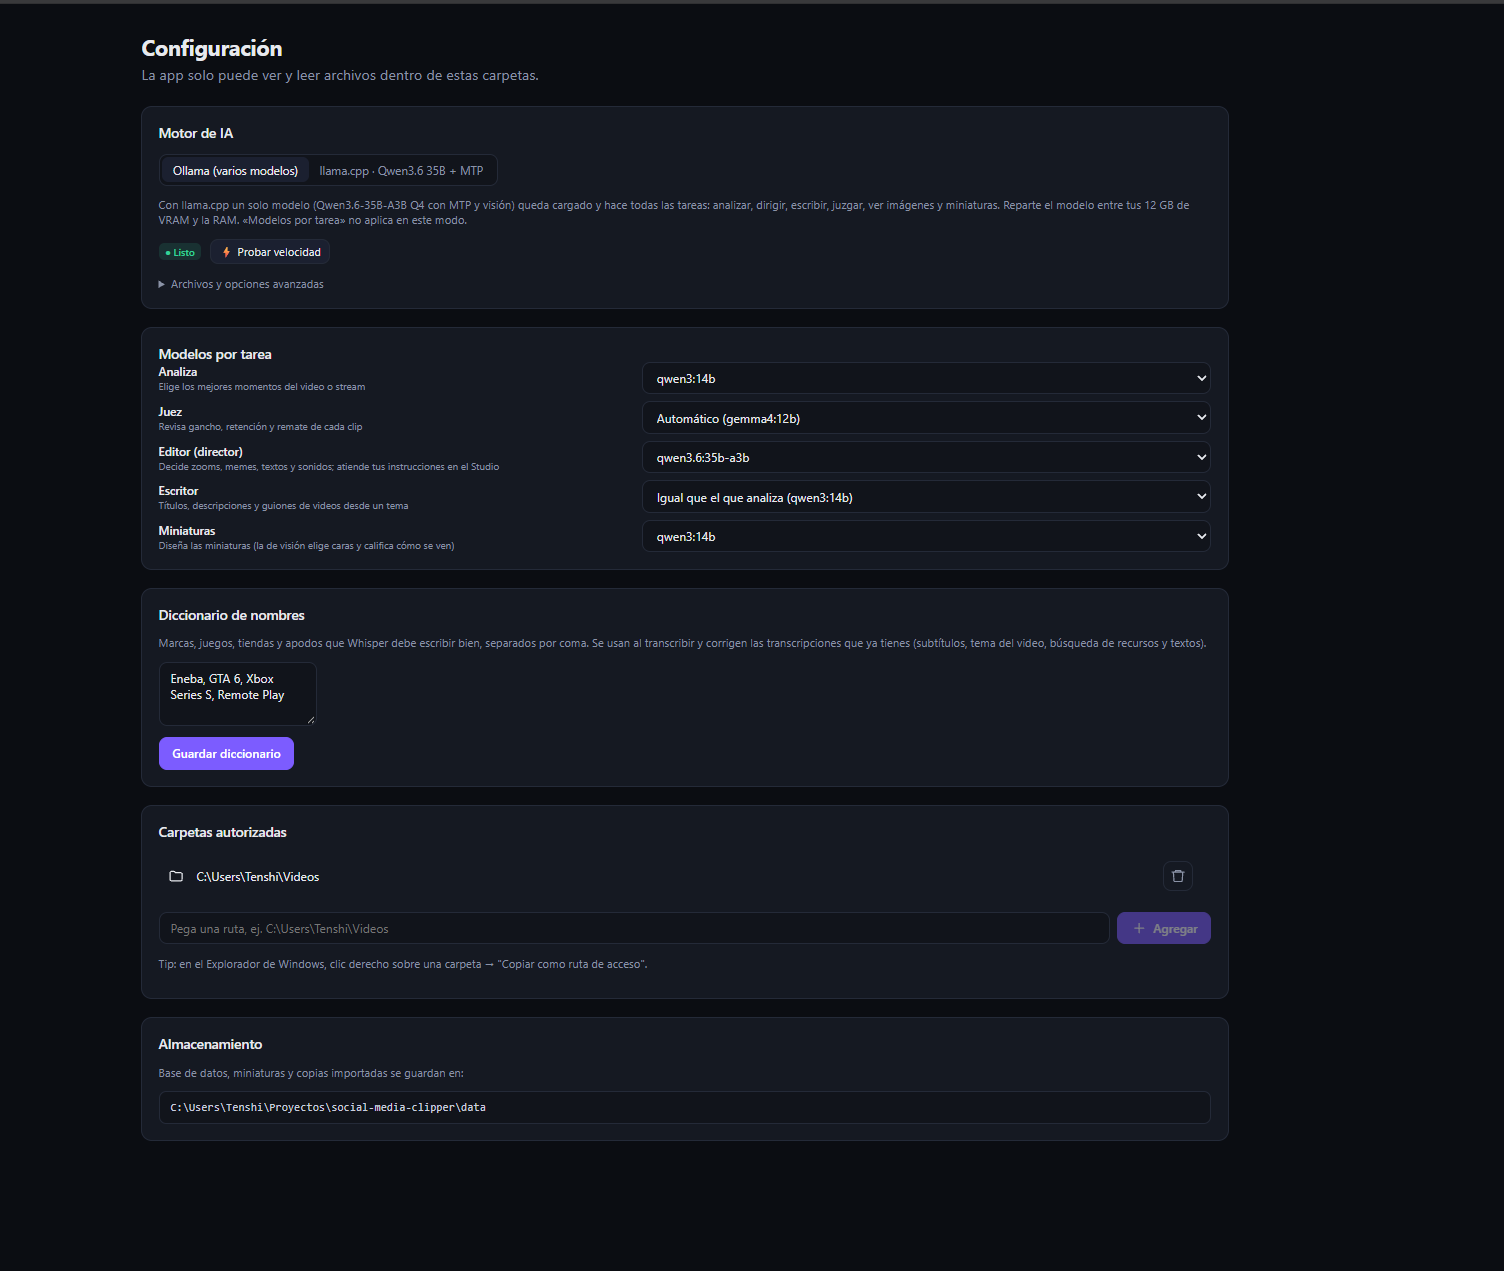 Configuración
La app solo puede ver y leer archivos dentro de estas carpetas.
Motor de IA
Ollama (varios modelos)
llama.cpp · Qwen3.6 35B + MTP
Con llama.cpp un solo modelo (Qwen3.6-35B-A3B Q4 con MTP y visión) queda cargado y hace todas las tareas: analizar, dirigir, escribir, juzgar, ver imágenes y miniaturas. Reparte el modelo entre tus 12 GB de
VRAM y la RAM. «Modelos por tarea» no aplica en este modo.
● Listo
Probar velocidad
Archivos y opciones avanzadas
Modelos por tarea
Analiza
Elige los mejores momentos del video o stream
qwen3:14b
Juez
Revisa gancho, retención y remate de cada clip
Automático (gemma4:12b)
Editor (director)
Decide zooms, memes, textos y sonidos; atiende tus instrucciones en el Studio
qwen3.6:35b-a3b
Escritor
Títulos, descripciones y guiones de videos desde un tema
Igual que el que analiza (qwen3:14b)
Miniaturas
Diseña las miniaturas (la de visión elige caras y califica cómo se ven)
qwen3:14b
Diccionario de nombres
Marcas, juegos, tiendas y apodos que Whisper debe escribir bien, separados por coma. Se usan al transcribir y corrigen las transcripciones que ya tienes (subtítulos, tema del video, búsqueda de recursos y textos).
Eneba, GTA 6, Xbox
Series S, Remote Play
Guardar diccionario
Carpetas autorizadas
C:\Users\Tenshi\Videos
Pega una ruta, ej. C:\Users\Tenshi\Videos
+ Agregar
Tip: en el Explorador de Windows, clic derecho sobre una carpeta → "Copiar como ruta de acceso".
Almacenamiento
Base de datos, miniaturas y copias importadas se guardan en:
C:\Users\Tenshi\Proyectos\social-media-clipper\data